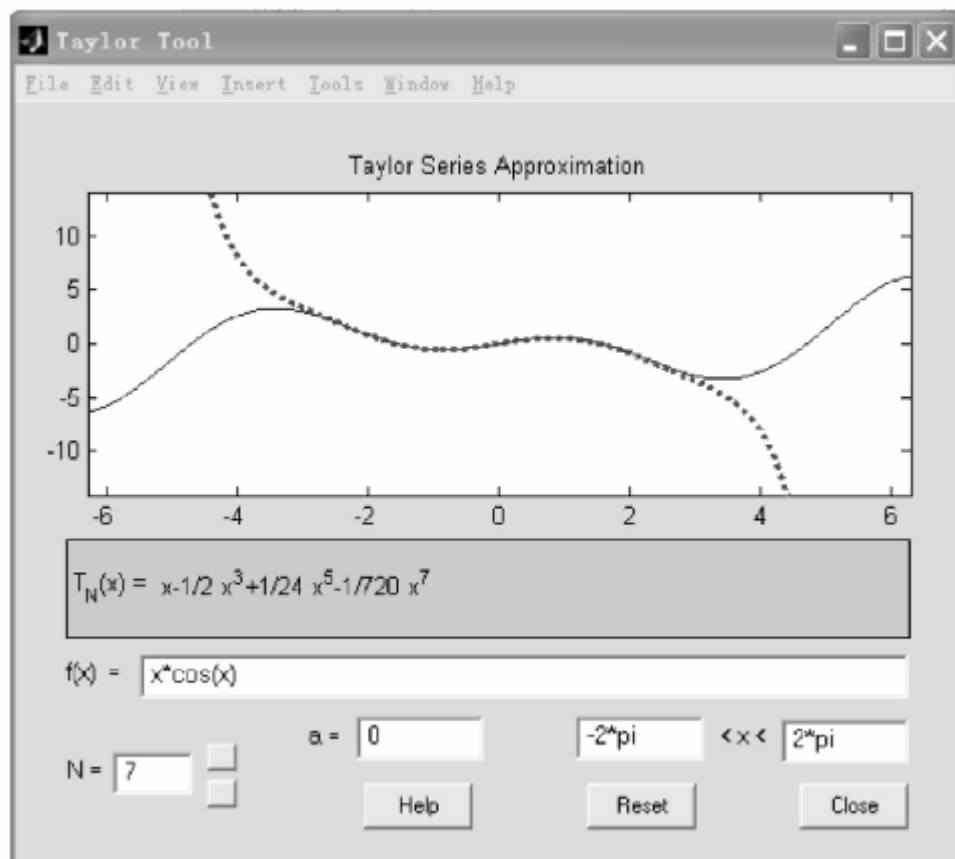 Taylor Tool
File Edit View Insert Tools Window Help
Taylor Series Approximation
10
5
0
-5
-10
-6 -4 -2 0 2 4 6
T_N(x) = x-1/2 x^3+1/24 x^5-1/720 x^7
f(x) = x*cos(x)
N = 7
a = 0
-2*pi < x < 2*pi
Help Reset Close